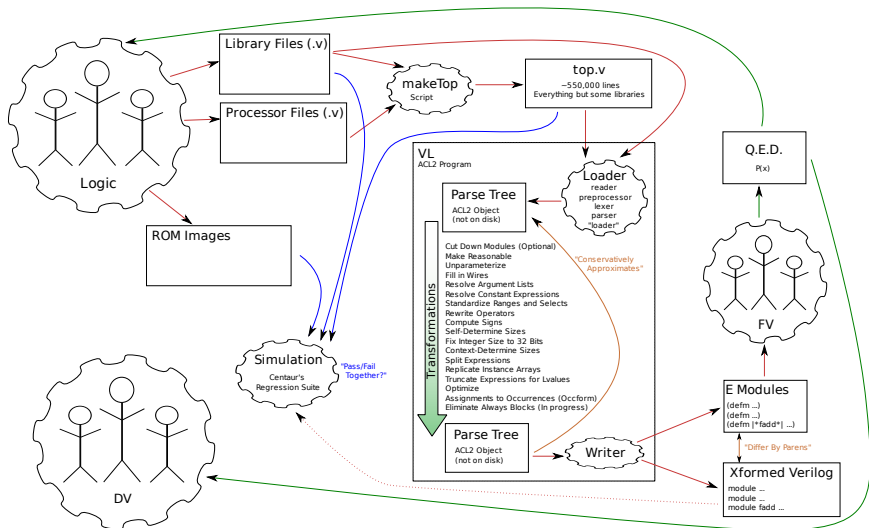 Library Files (.v)
Processor Files (.v)
Logic
ROM Images
makeTop
Script
top.v
~550,000 lines
Everything but some libraries
VL
ACL2 Program
Loader
reader
preprocessor
lexer
parser
"loader"
Parse Tree
ACL2 Object
(not on disk)
Transformations
Cut Down Modules (Optional)
Make Reasonable
Unparameterize
Fill in Wires
Resolve Argument Lists
Resolve Constant Expressions
Standardize Ranges and Selects
Rewrite Operators
Compute Signs
Self-Determine Sizes
Fix Integer Size to 32 Bits
Context-Determine Sizes
Split Expressions
Replicate Instance Arrays
Truncate Expressions for Lvalues
Optimize
Assignments to Occurrences (Occform)
Eliminate Always Blocks (In progress)
"Conservatively
Approximates"
Parse Tree
ACL2 Object
(not on disk)
Writer
Simulation
Centaur's
Regression Suite
"Pass/Fail
Together?"
DV
Q.E.D.
P(x)
FV
E Modules
(defm ...)
(defm ...)
(defm |*fadd*| ...)
"Differ By Parens"
Xformed Verilog
module ...
module ...
module fadd ...